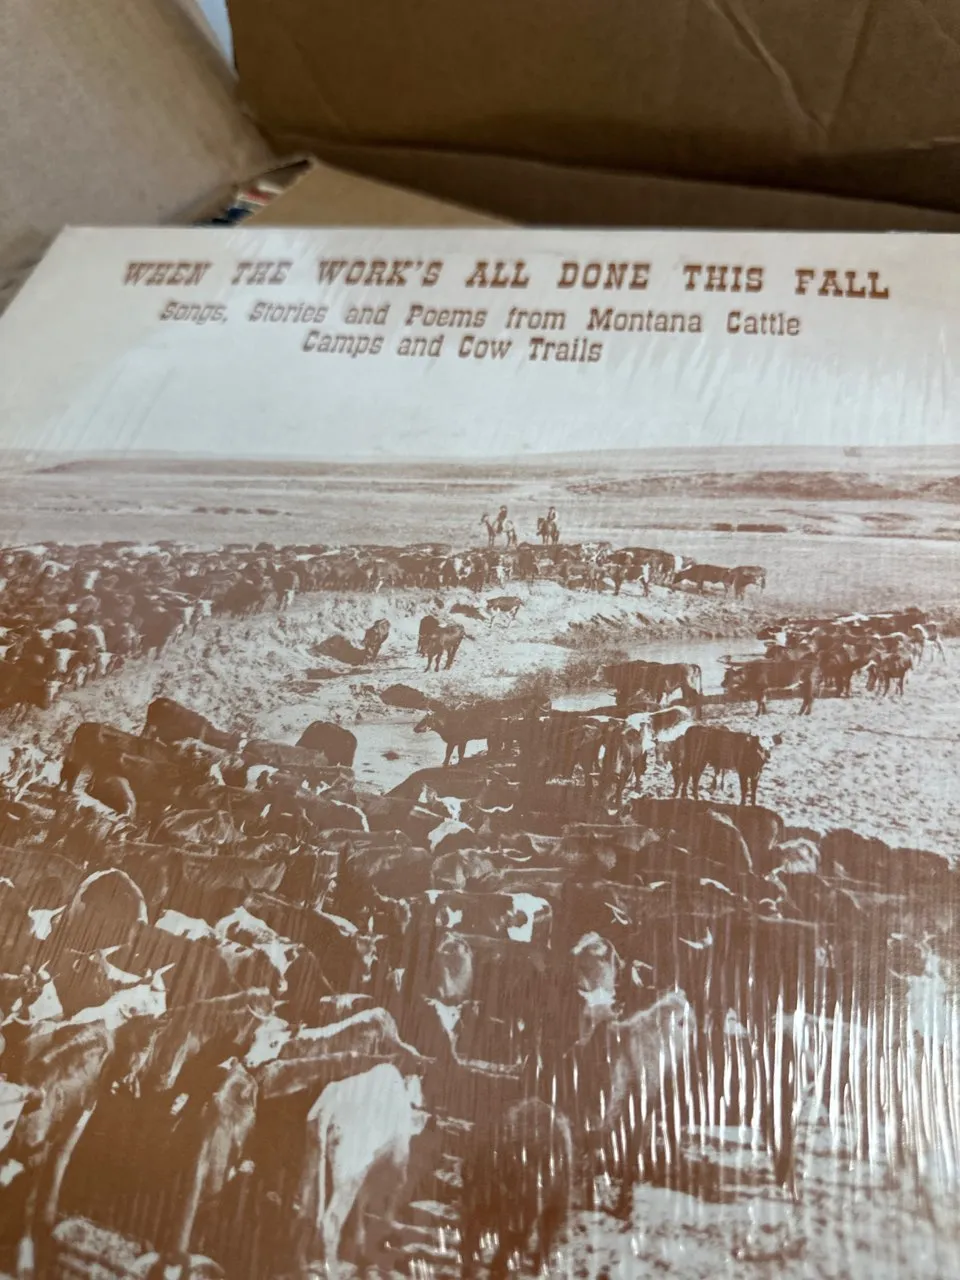 WHEN THE WORK'S ALL DONE THIS FALL
Songs, Stories and Poems from Montana Cattle
Camps and Cow Trails